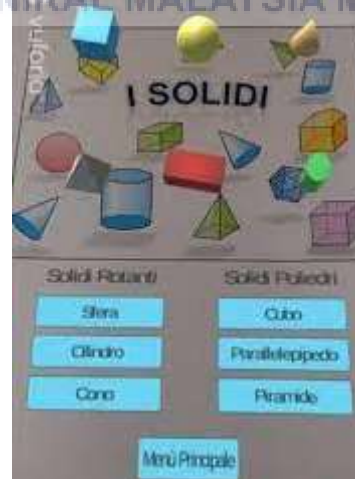 I SOLIDI
Solidi Rotanti Solidi Poliedri
Sfera Cubo
Cilindro Parallelepipedo
Cono Piramide
Menù Principale